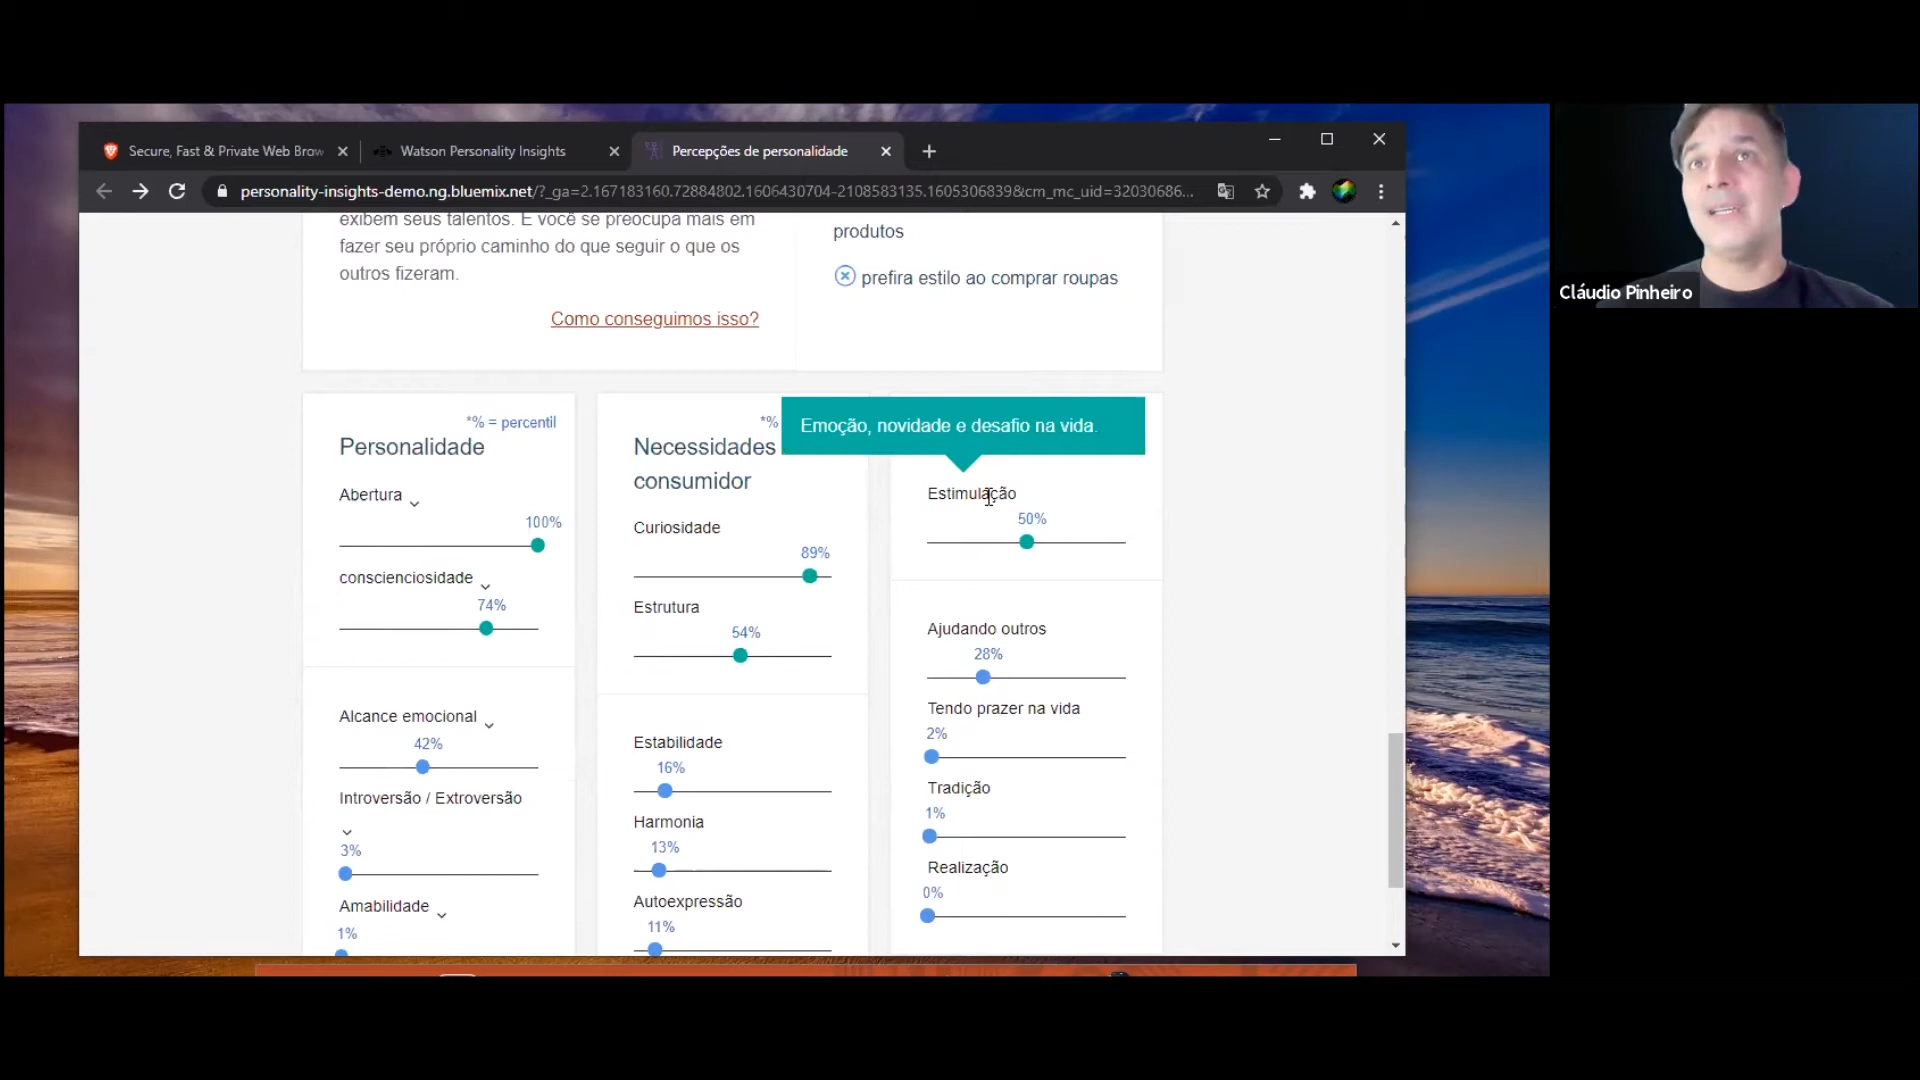 Secure, Fast & Private Web Brow
Watson Personality Insights
Percepções de personalidade
personality-insights-demo.ng.bluemix.net/?_ga=2.167183160.72884802.1606430704-2108583135.1605306839&cm_mc_uid=32030686...
exibem seus talentos. E você se preocupa mais em
fazer seu próprio caminho do que seguir o que os
outros fizeram.
Como conseguimos isso?
produtos
prefira estilo ao comprar roupas
*% = percentil
Personalidade
Abertura
100%
conscienciosidade
74%
Alcance emocional
42%
Introversão / Extroversão
3%
Amabilidade
1%
*%
Necessidades
consumidor
Curiosidade
89%
Estrutura
54%
Estabilidade
16%
Harmonia
13%
Autoexpressão
11%
Emoção, novidade e desafio na vida.
Estimulação
50%
Ajudando outros
28%
Tendo prazer na vida
2%
Tradição
1%
Realização
0%
Cláudio Pinheiro